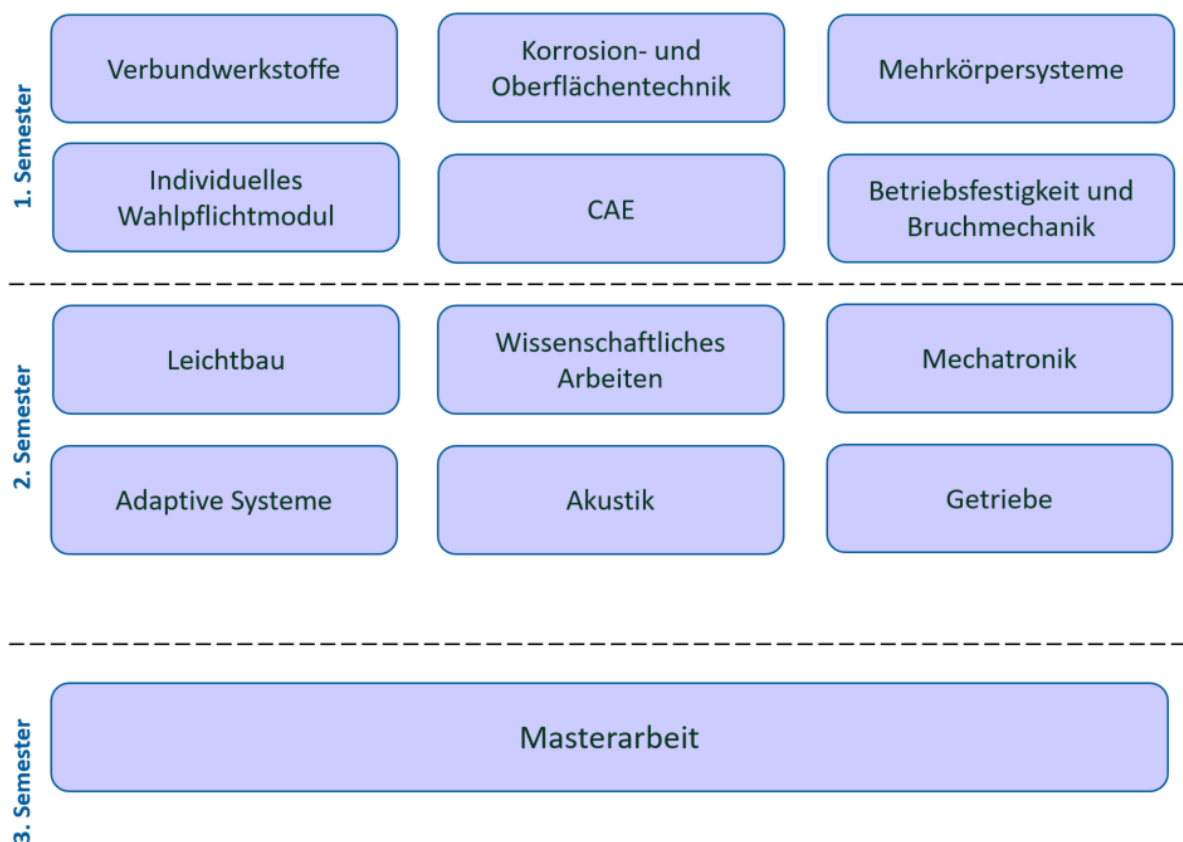 1. Semester
Verbundwerkstoffe
Korrosion- und
Oberflächentechnik
Mehrkörpersysteme
Individuelles
Wahlpflichtmodul
CAE
Betriebsfestigkeit und
Bruchmechanik
2. Semester
Leichtbau
Wissenschaftliches
Arbeiten
Mechatronik
Adaptive Systeme
Akustik
Getriebe
3. Semester
Masterarbeit